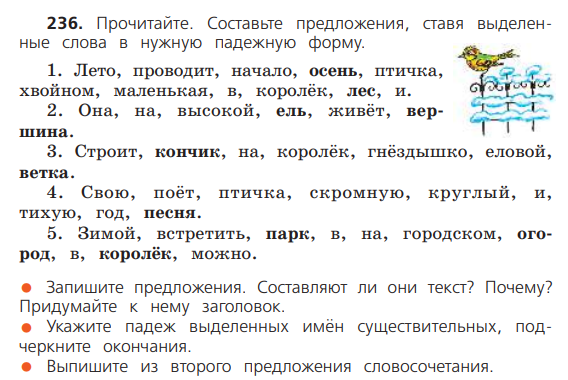 236. Прочитайте. Составьте предложения, ставя выделен-
ные слова в нужную падежную форму.
1. Лето, проводит, начало, осень, птичка,
хвойном, маленькая, в, королёк, лес, и.
2. Она, на, высокой, ель, живёт, вер-
шина.
3. Строит, кончик, на, королёк, гнёздышко, еловой,
ветка.
4. Свою, поёт, птичка, скромную, круглый, и,
тихую, год, песня.
5. Зимой, встретить, парк, в, на, городском, ого-
род, в, королёк, можно.
● Запишите предложения. Составляют ли они текст? Почему?
Придумайте к нему заголовок.
● Укажите падеж выделенных имён существительных, под-
черкните окончания.
● Выпишите из второго предложения словосочетания.